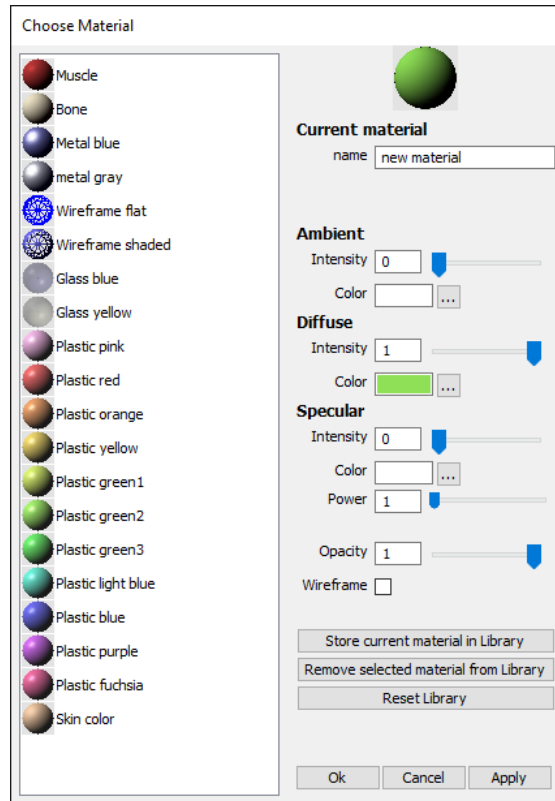 Choose Material
Muscle
Bone
Metal blue
metal gray
Wireframe flat
Wireframe shaded
Glass blue
Glass yellow
Plastic pink
Plastic red
Plastic orange
Plastic yellow
Plastic green1
Plastic green2
Plastic green3
Plastic light blue
Plastic blue
Plastic purple
Plastic fuchsia
Skin color
Current material
name new material
Ambient
Intensity 0
Color ...
Diffuse
Intensity 1
Color ...
Specular
Intensity 0
Color ...
Power 1
Opacity 1
Wireframe
Store current material in Library
Remove selected material from Library
Reset Library
Ok Cancel Apply